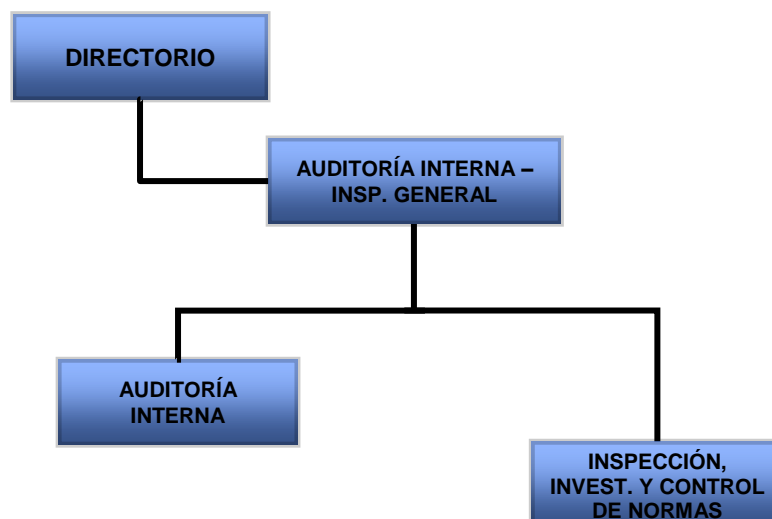 DIRECTORIO
AUDITORÍA INTERNA –
INSP. GENERAL
AUDITORÍA
INTERNA
INSPECCIÓN,
INVEST. Y CONTROL
DE NORMAS